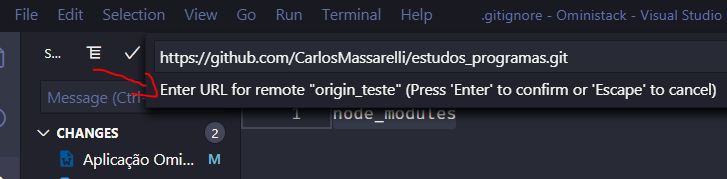 File Edit Selection View Go Run Terminal Help .gitignore - Oministack - Visual Studio
S...
https://github.com/CarlosMassarelli/estudos_programas.git
Message (Ctrl
Enter URL for remote "origin_teste" (Press 'Enter' to confirm or 'Escape' to cancel)
1 node_modules
CHANGES 2
Aplicação Omi... M